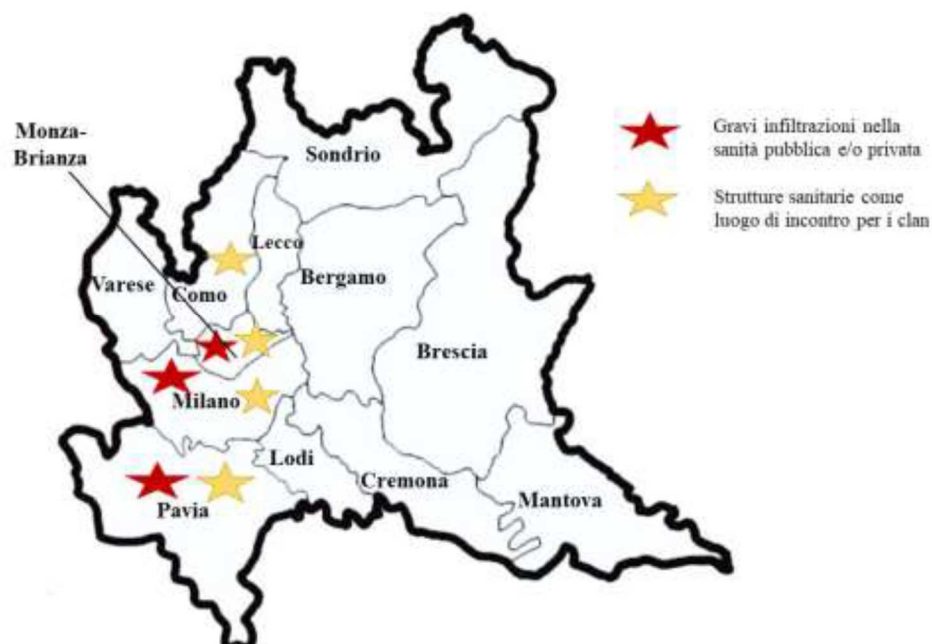 Monza-
Brianza
Sondrio
Lecco
Varese
Como
Bergamo
Brescia
Milano
Lodi
Cremona
Pavia
Mantova
Gravi infiltrazioni nella
sanità pubblica e/o privata
Strutture sanitarie come
luogo di incontro per i clan